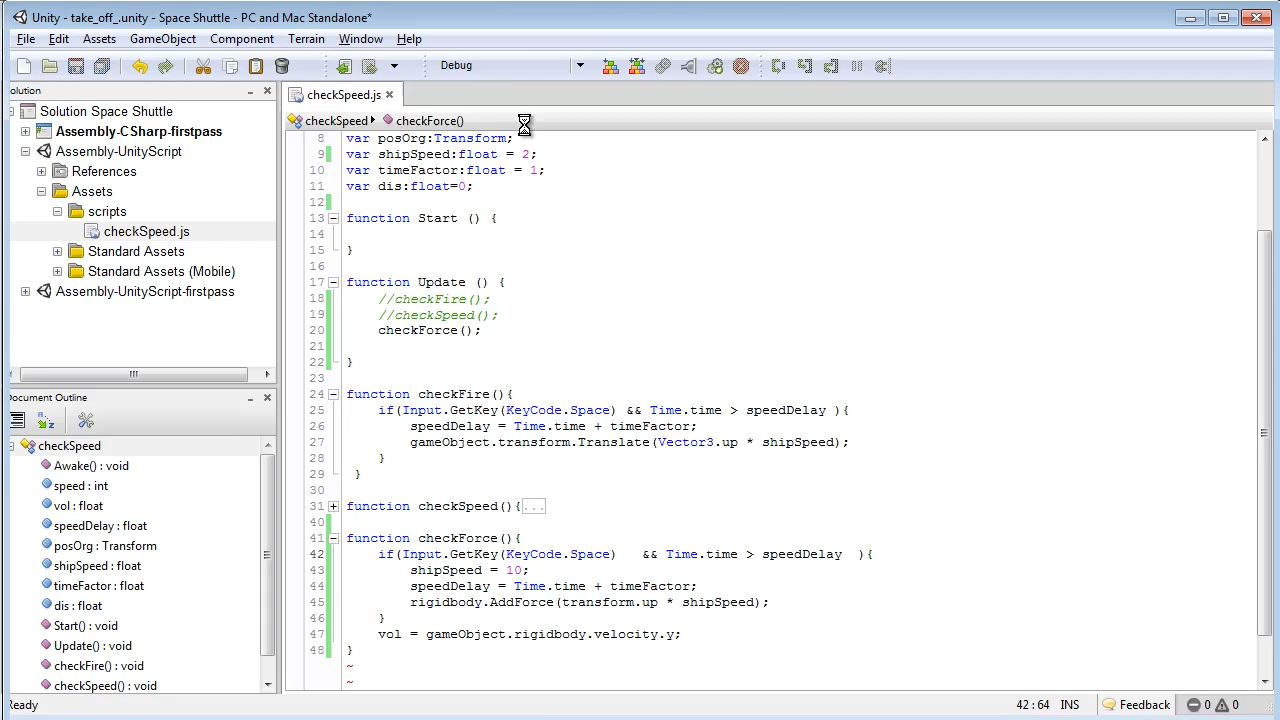 Unity - take_off_.unity - Space Shuttle - PC and Mac Standalone*
File Edit Assets GameObject Component Terrain Window Help
Debug
olution
Solution Space Shuttle
Assembly-CSharp-firstpass
Assembly-UnityScript
References
Assets
scripts
checkSpeed.js
Standard Assets
Standard Assets (Mobile)
Assembly-UnityScript-firstpass
Document Outline
checkSpeed
Awake() : void
speed : int
vol : float
speedDelay : float
posOrg : Transform
shipSpeed : float
timeFactor : float
dis : float
Start() : void
Update() : void
checkFire() : void
checkSpeed() : void
checkSpeed.js
checkSpeed checkForce()
8 var posOrg:Transform;
9 var shipSpeed:float = 2;
10 var timeFactor:float = 1;
11 var dis:float=0;
12
13 function Start () {
14
15 }
16
17 function Update () {
18 //checkFire();
19 //checkSpeed();
20 checkForce();
21
22 }
23
24 function checkFire(){
25 if(Input.GetKey(KeyCode.Space) && Time.time > speedDelay ){
26 speedDelay = Time.time + timeFactor;
27 gameObject.transform.Translate(Vector3.up * shipSpeed);
28 }
29 }
30
31 function checkSpeed(){...
40
41 function checkForce(){
42 if(Input.GetKey(KeyCode.Space) && Time.time > speedDelay ){
43 shipSpeed = 10;
44 speedDelay = Time.time + timeFactor;
45 rigidbody.AddForce(transform.up * shipSpeed);
46 }
47 vol = gameObject.rigidbody.velocity.y;
48 }
~
~
Ready 42 : 64 INS Feedback 0 0